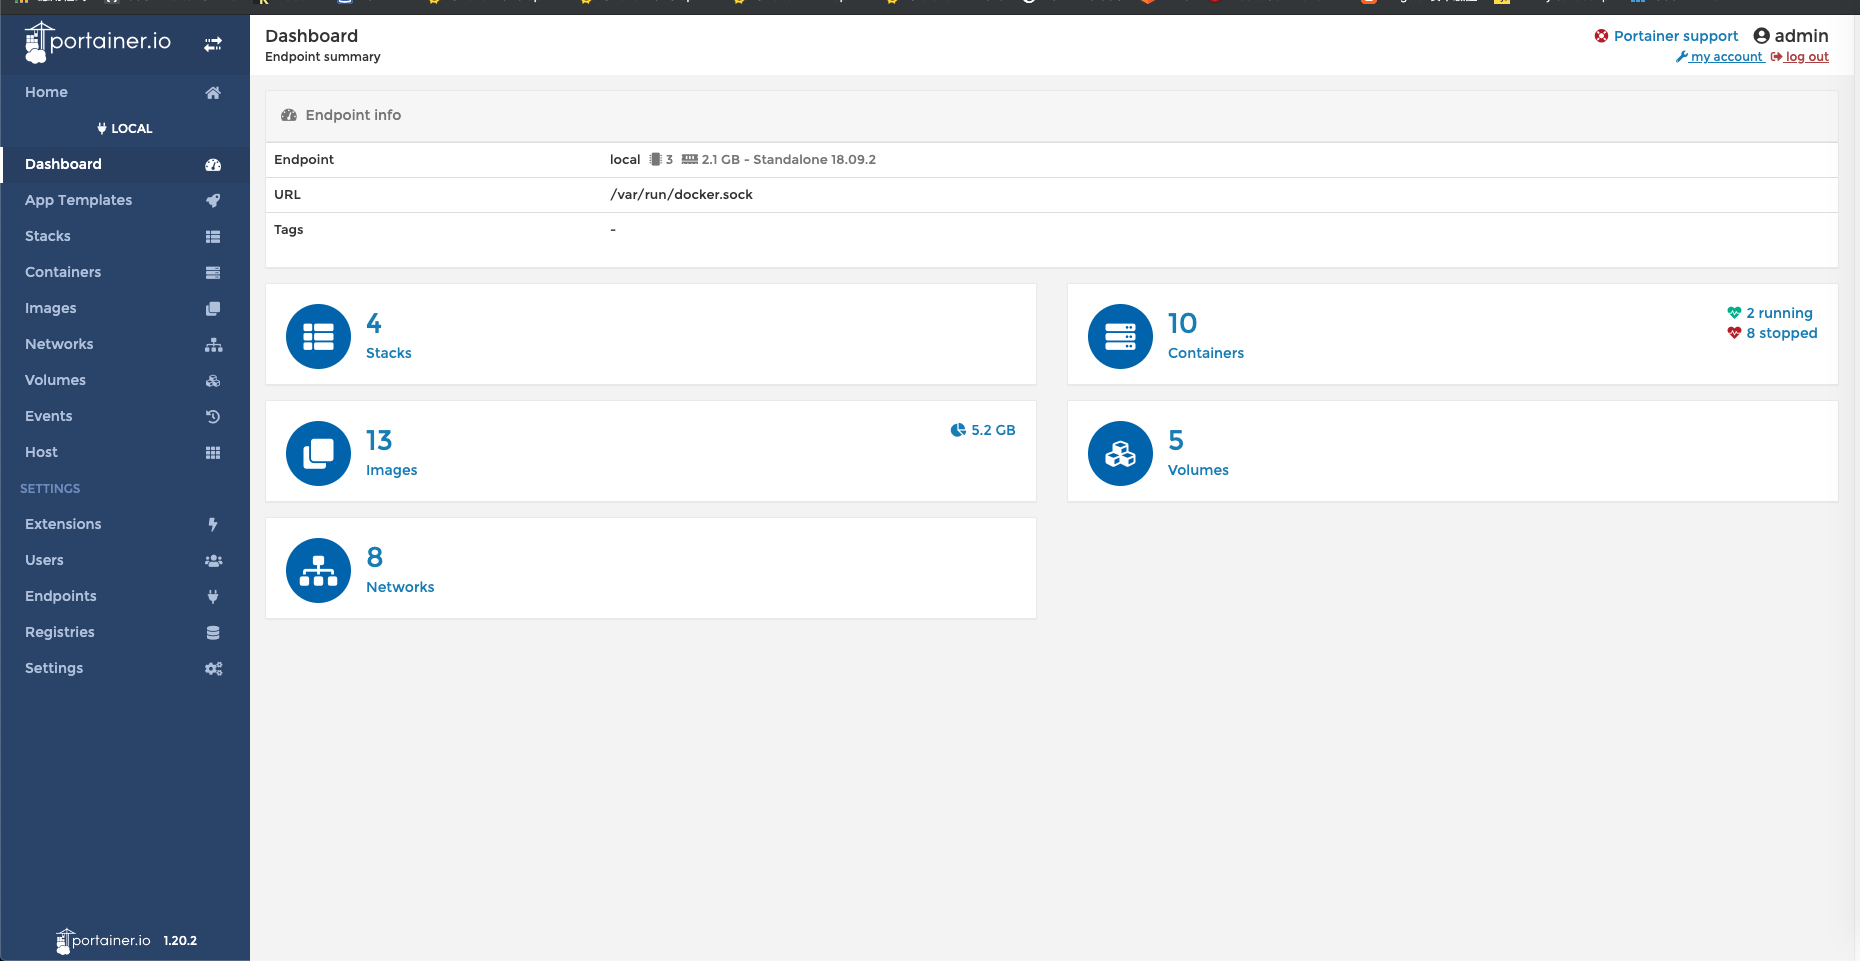 portainer.io
Home
LOCAL
Dashboard
App Templates
Stacks
Containers
Images
Networks
Volumes
Events
Host
SETTINGS
Extensions
Users
Endpoints
Registries
Settings
portainer.io 1.20.2
Dashboard
Endpoint summary
Portainer support admin
my account log out
Endpoint info
Endpoint local 3 2.1 GB - Standalone 18.09.2
URL /var/run/docker.sock
Tags -
4
Stacks
10
Containers
2 running
8 stopped
13
Images
5.2 GB
5
Volumes
8
Networks